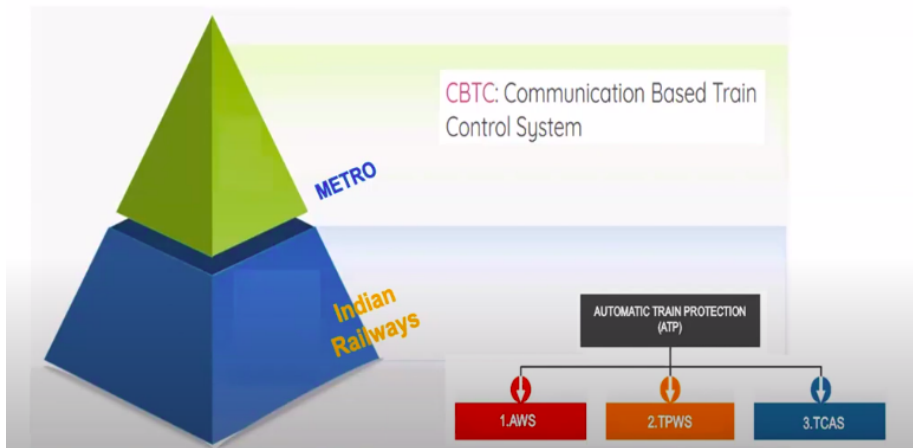 CBTC: Communication Based Train
Control System
METRO
Indian
Railways
AUTOMATIC TRAIN PROTECTION
(ATP)
1.AWS
2.TPWS
3.TCAS